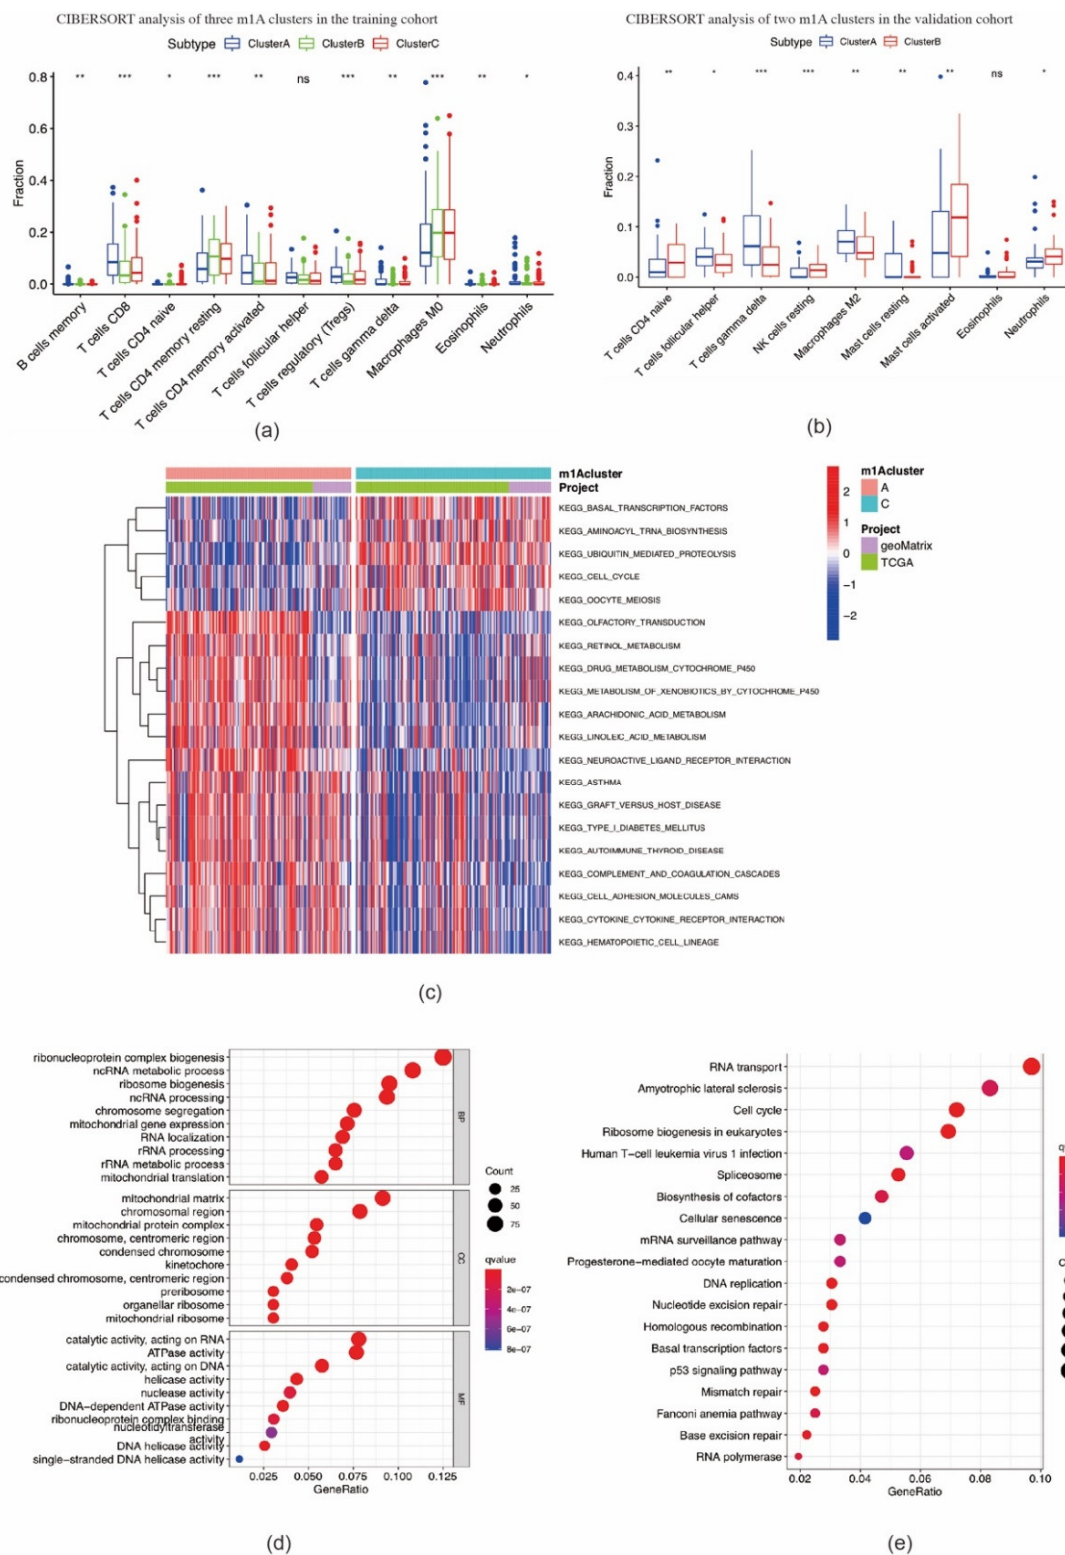 CIBERSORT analysis of three m1A clusters in the training cohort
Subtype ClusterA ClusterB ClusterC
** *** * *** ** ns *** ** *** ** *
0.8
0.6
0.4
0.2
0.0
Fraction
B cells memory
T cells CD8
T cells CD4 naive
T cells CD4 memory resting
T cells CD4 memory activated
T cells follicular helper
T cells regulatory (Tregs)
T cells gamma delta
Macrophages M0
Eosinophils
Neutrophils
(a)
CIBERSORT analysis of two m1A clusters in the validation cohort
Subtype ClusterA ClusterB
** * *** *** ** ** ** ns *
0.4
0.3
0.2
0.1
0.0
Fraction
T cells CD4 naive
T cells follicular helper
T cells gamma delta
NK cells resting
Macrophages M2
Mast cells resting
Mast cells activated
Eosinophils
Neutrophils
(b)
m1Acluster
Project
KEGG_BASAL_TRANSCRIPTION_FACTORS
KEGG_AMINOACYL_TRNA_BIOSYNTHESIS
KEGG_UBIQUITIN_MEDIATED_PROTEOLYSIS
KEGG_CELL_CYCLE
KEGG_OOCYTE_MEIOSIS
KEGG_OLFACTORY_TRANSDUCTION
KEGG_RETINOL_METABOLISM
KEGG_DRUG_METABOLISM_CYTOCHROME_P450
KEGG_METABOLISM_OF_XENOBIOTICS_BY_CYTOCHROME_P450
KEGG_ARACHIDONIC_ACID_METABOLISM
KEGG_LINOLEIC_ACID_METABOLISM
KEGG_NEUROACTIVE_LIGAND_RECEPTOR_INTERACTION
KEGG_ASTHMA
KEGG_GRAFT_VERSUS_HOST_DISEASE
KEGG_TYPE_I_DIABETES_MELLITUS
KEGG_AUTOIMMUNE_THYROID_DISEASE
KEGG_COMPLEMENT_AND_COAGULATION_CASCADES
KEGG_CELL_ADHESION_MOLECULES_CAMS
KEGG_CYTOKINE_CYTOKINE_RECEPTOR_INTERACTION
KEGG_HEMATOPOIETIC_CELL_LINEAGE
2
1
0
−1
−2
m1Acluster
A
C
Project
geoMatrix
TCGA
(c)
ribonucleoprotein complex biogenesis
ncRNA metabolic process
ribosome biogenesis
ncRNA processing
chromosome segregation
mitochondrial gene expression
RNA localization
rRNA processing
rRNA metabolic process
mitochondrial translation
BP
mitochondrial matrix
chromosomal region
mitochondrial protein complex
chromosome, centromeric region
condensed chromosome
kinetochore
condensed chromosome, centromeric region
preribosome
organellar ribosome
mitochondrial ribosome
CC
catalytic activity, acting on RNA
ATPase activity
catalytic activity, acting on DNA
helicase activity
nuclease activity
DNA−dependent ATPase activity
ribonucleoprotein complex binding
nucleotidyltransferase
activity
DNA helicase activity
single−stranded DNA helicase activity
MF
0.025 0.050 0.075 0.100 0.125
GeneRatio
Count
25
50
75
qvalue
2e−07
4e−07
6e−07
8e−07
(d)
RNA transport
Amyotrophic lateral sclerosis
Cell cycle
Ribosome biogenesis in eukaryotes
Human T−cell leukemia virus 1 infection
Spliceosome
Biosynthesis of cofactors
Cellular senescence
mRNA surveillance pathway
Progesterone−mediated oocyte maturation
DNA replication
Nucleotide excision repair
Homologous recombination
Basal transcription factors
p53 signaling pathway
Mismatch repair
Fanconi anemia pathway
Base excision repair
RNA polymerase
0.02 0.04 0.06 0.08 0.10
GeneRatio
(e)